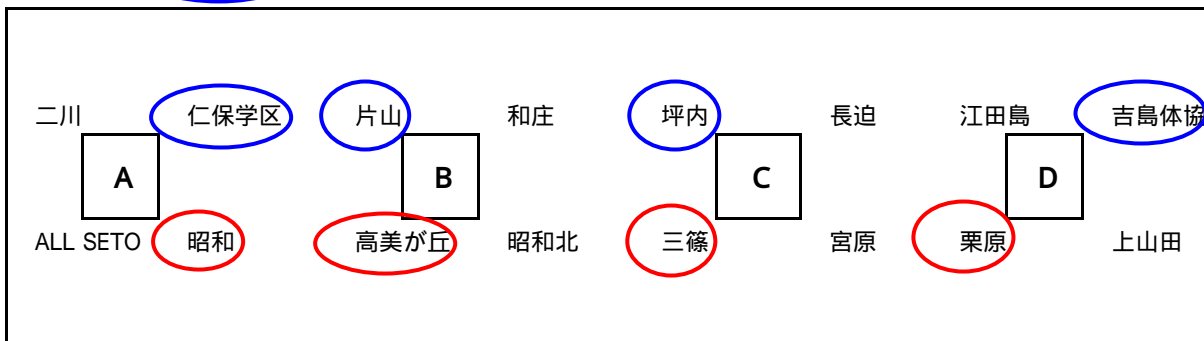 二川 仁保学区 片山 和庄 坪内 長迫 江田島 吉島体協
A B C D
ALL SETO 昭和 高美が丘 昭和北 三篠 宮原 栗原 上山田